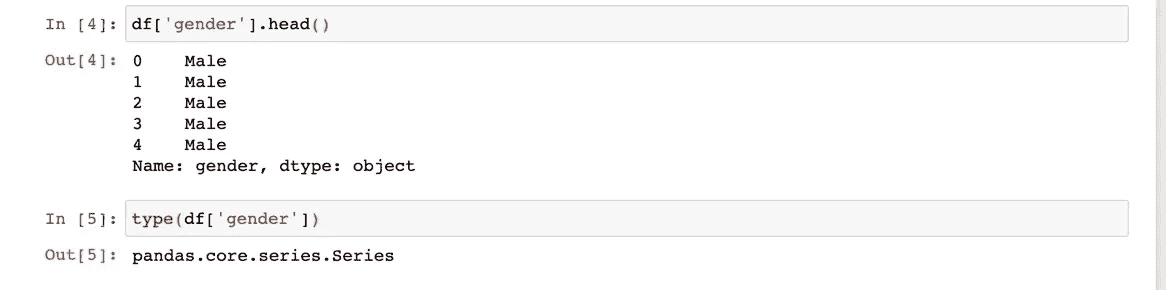 In [4]: df['gender'].head()
Out[4]: 0    Male
1    Male
2    Male
3    Male
4    Male
Name: gender, dtype: object
In [5]: type(df['gender'])
Out[5]: pandas.core.series.Series